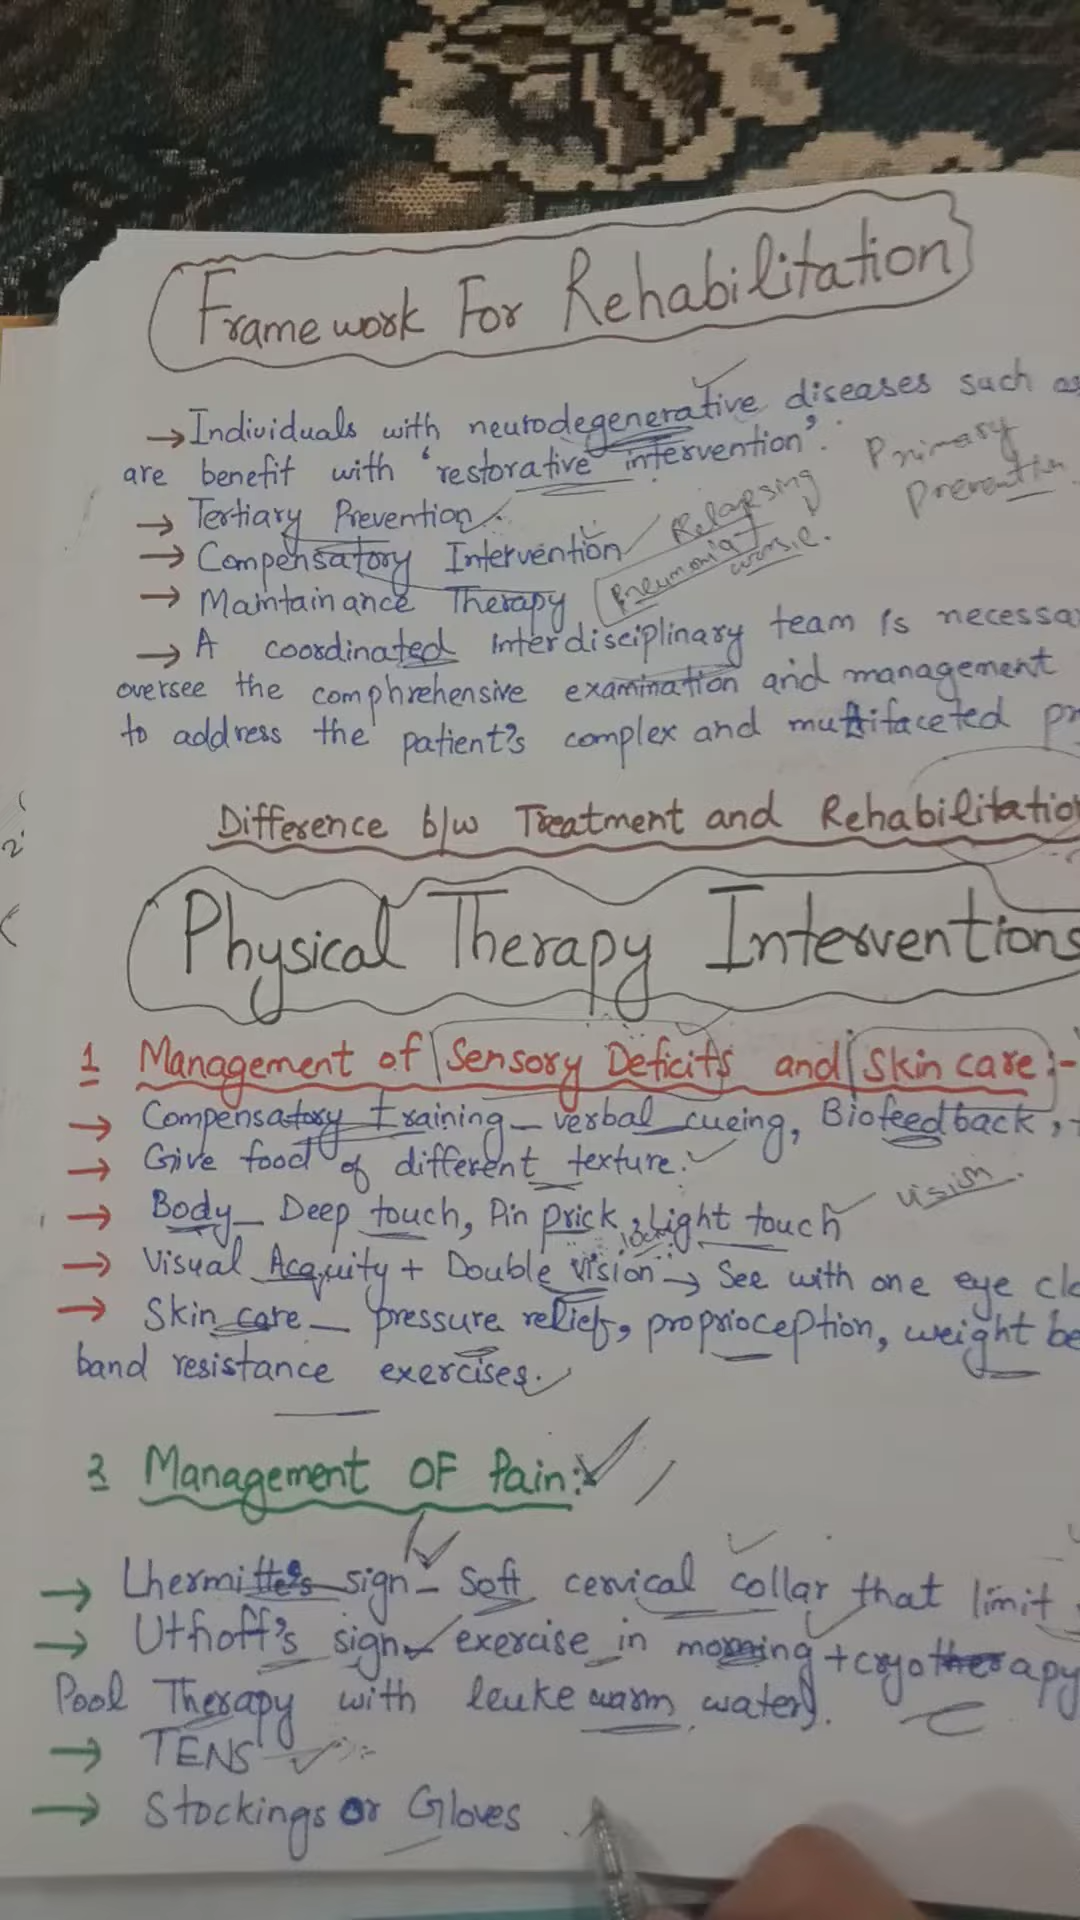 Framework For Rehabilitation
→ Individuals with neurodegenerative diseases such as
are benefit with 'restorative intervention'.
Primary
Prevention
→ Tertiary Prevention
Relapsing
→ Compensatory Intervention
Pneumonia
worsie.
→ Maintainance Therapy
→ A coordinated interdisciplinary team is necessa
oversee the comphrehensive examination and management
to address the patient's complex and multifaceted pr
Difference b/w Treatment and Rehabilitatio
Physical Therapy Interventions
1 Management of Sensory Deficits and Skin care :-
→ Compensatory training – verbal cueing, Biofeedback,
→ Give food of different texture.
vision
→ Body – Deep touch, Pin prick, Light touch
→ Visual Acquity + Double vision → See with one eye clo
→ Skin care – pressure relief, proprioception, weight be
band resistance exercises.
3 Management OF Pain:
→ Lhermitte's sign – Soft cervical collar that limit
→ Uthoff's sign – exercise in morning + cryotherapy
Pool Therapy with leuke warm water).
→ TENS
→ Stockings or Gloves